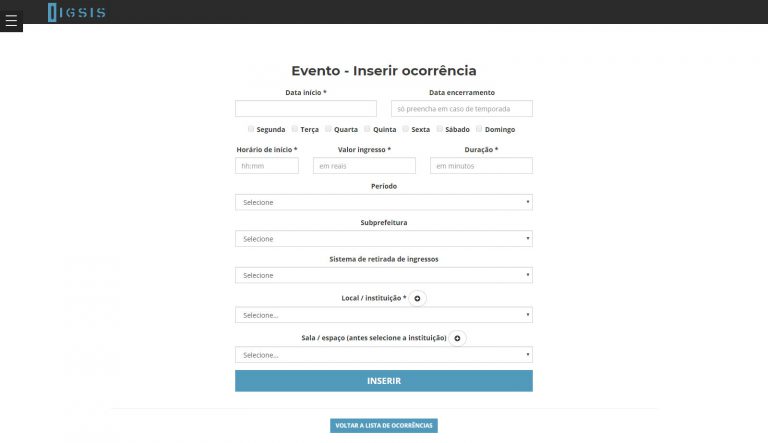 IGSIS
Evento - Inserir ocorrência
Data início * Data encerramento
só preencha em caso de temporada
Segunda Terça Quarta Quinta Sexta Sábado Domingo
Horário de início * Valor ingresso * Duração *
hh:mm em reais em minutos
Período
Selecione
Subprefeitura
Selecione
Sistema de retirada de ingressos
Selecione
Local / instituição *
Selecione...
Sala / espaço (antes selecione a instituição)
Selecione...
INSERIR
VOLTAR A LISTA DE OCORRÊNCIAS